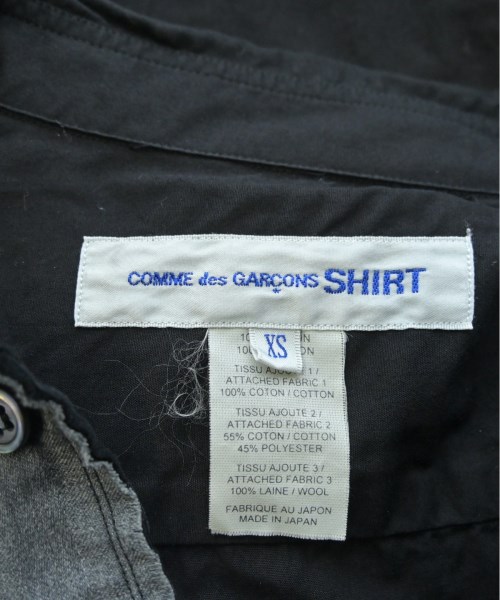 COMME des GARÇONS SHIRT
XS
TISSU AJOUTE 1 /
ATTACHED FABRIC 1
100% COTTON / COTTON
TISSU AJOUTE 2 /
ATTACHED FABRIC 2
55% COTON / COTTON
45% POLYESTER
TISSU AJOUTE 3 /
ATTACHED FABRIC 3
100% LAINE / WOOL
FABRIQUE AU JAPON
MADE IN JAPAN